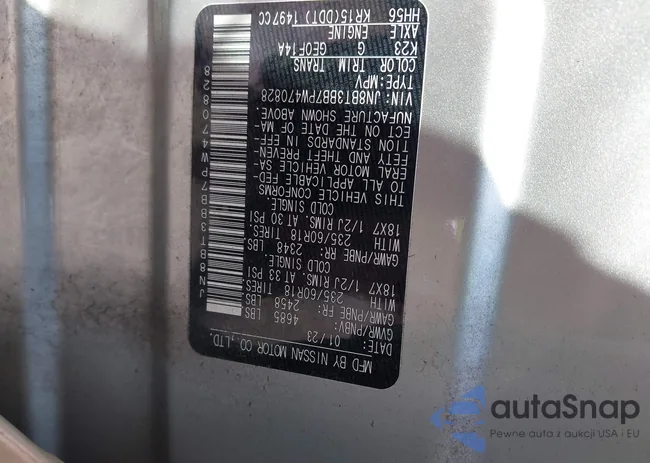 MFD BY NISSAN MOTOR CO.,LTD.
DATE: 01/23
GVWR/PNBV: 4685 LBS
GAWR/PNBE FR: 2458 LBS
WITH 235/60R18 TIRES.
18X7 1/2J RIMS. AT 33 PSI
COLD SINGLE.
GAWR/PNBE RR: 2348 LBS
WITH 235/60R18 TIRES.
18X7 1/2J RIMS. AT 30 PSI
COLD SINGLE.
THIS VEHICLE CONFORMS
TO ALL APPLICABLE FED-
ERAL MOTOR VEHICLE SA-
FETY AND THEFT PREVEN-
TION STANDARDS IN EFF-
ECT ON THE DATE OF MA-
NUFACTURE SHOWN ABOVE.
VIN: JN8BT3BB7PW470828
TYPE: MPV
COLOR TRIM TRANS
K23 G GE0F14A
AXLE ENGINE
HH56 KR15(DDT) 1497CC
JN8BT3BB7PW470828
autaSnap
Pewne auta z aukcji USA i EU